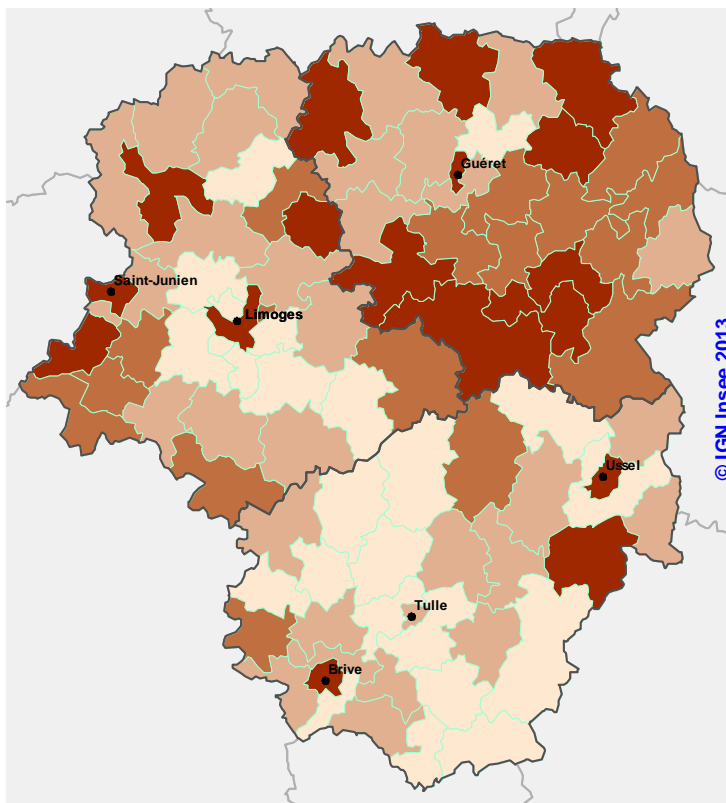 Guéret
Saint-Junien
Limoges
Ussel
Tulle
Brive
© IGN Insee 2013